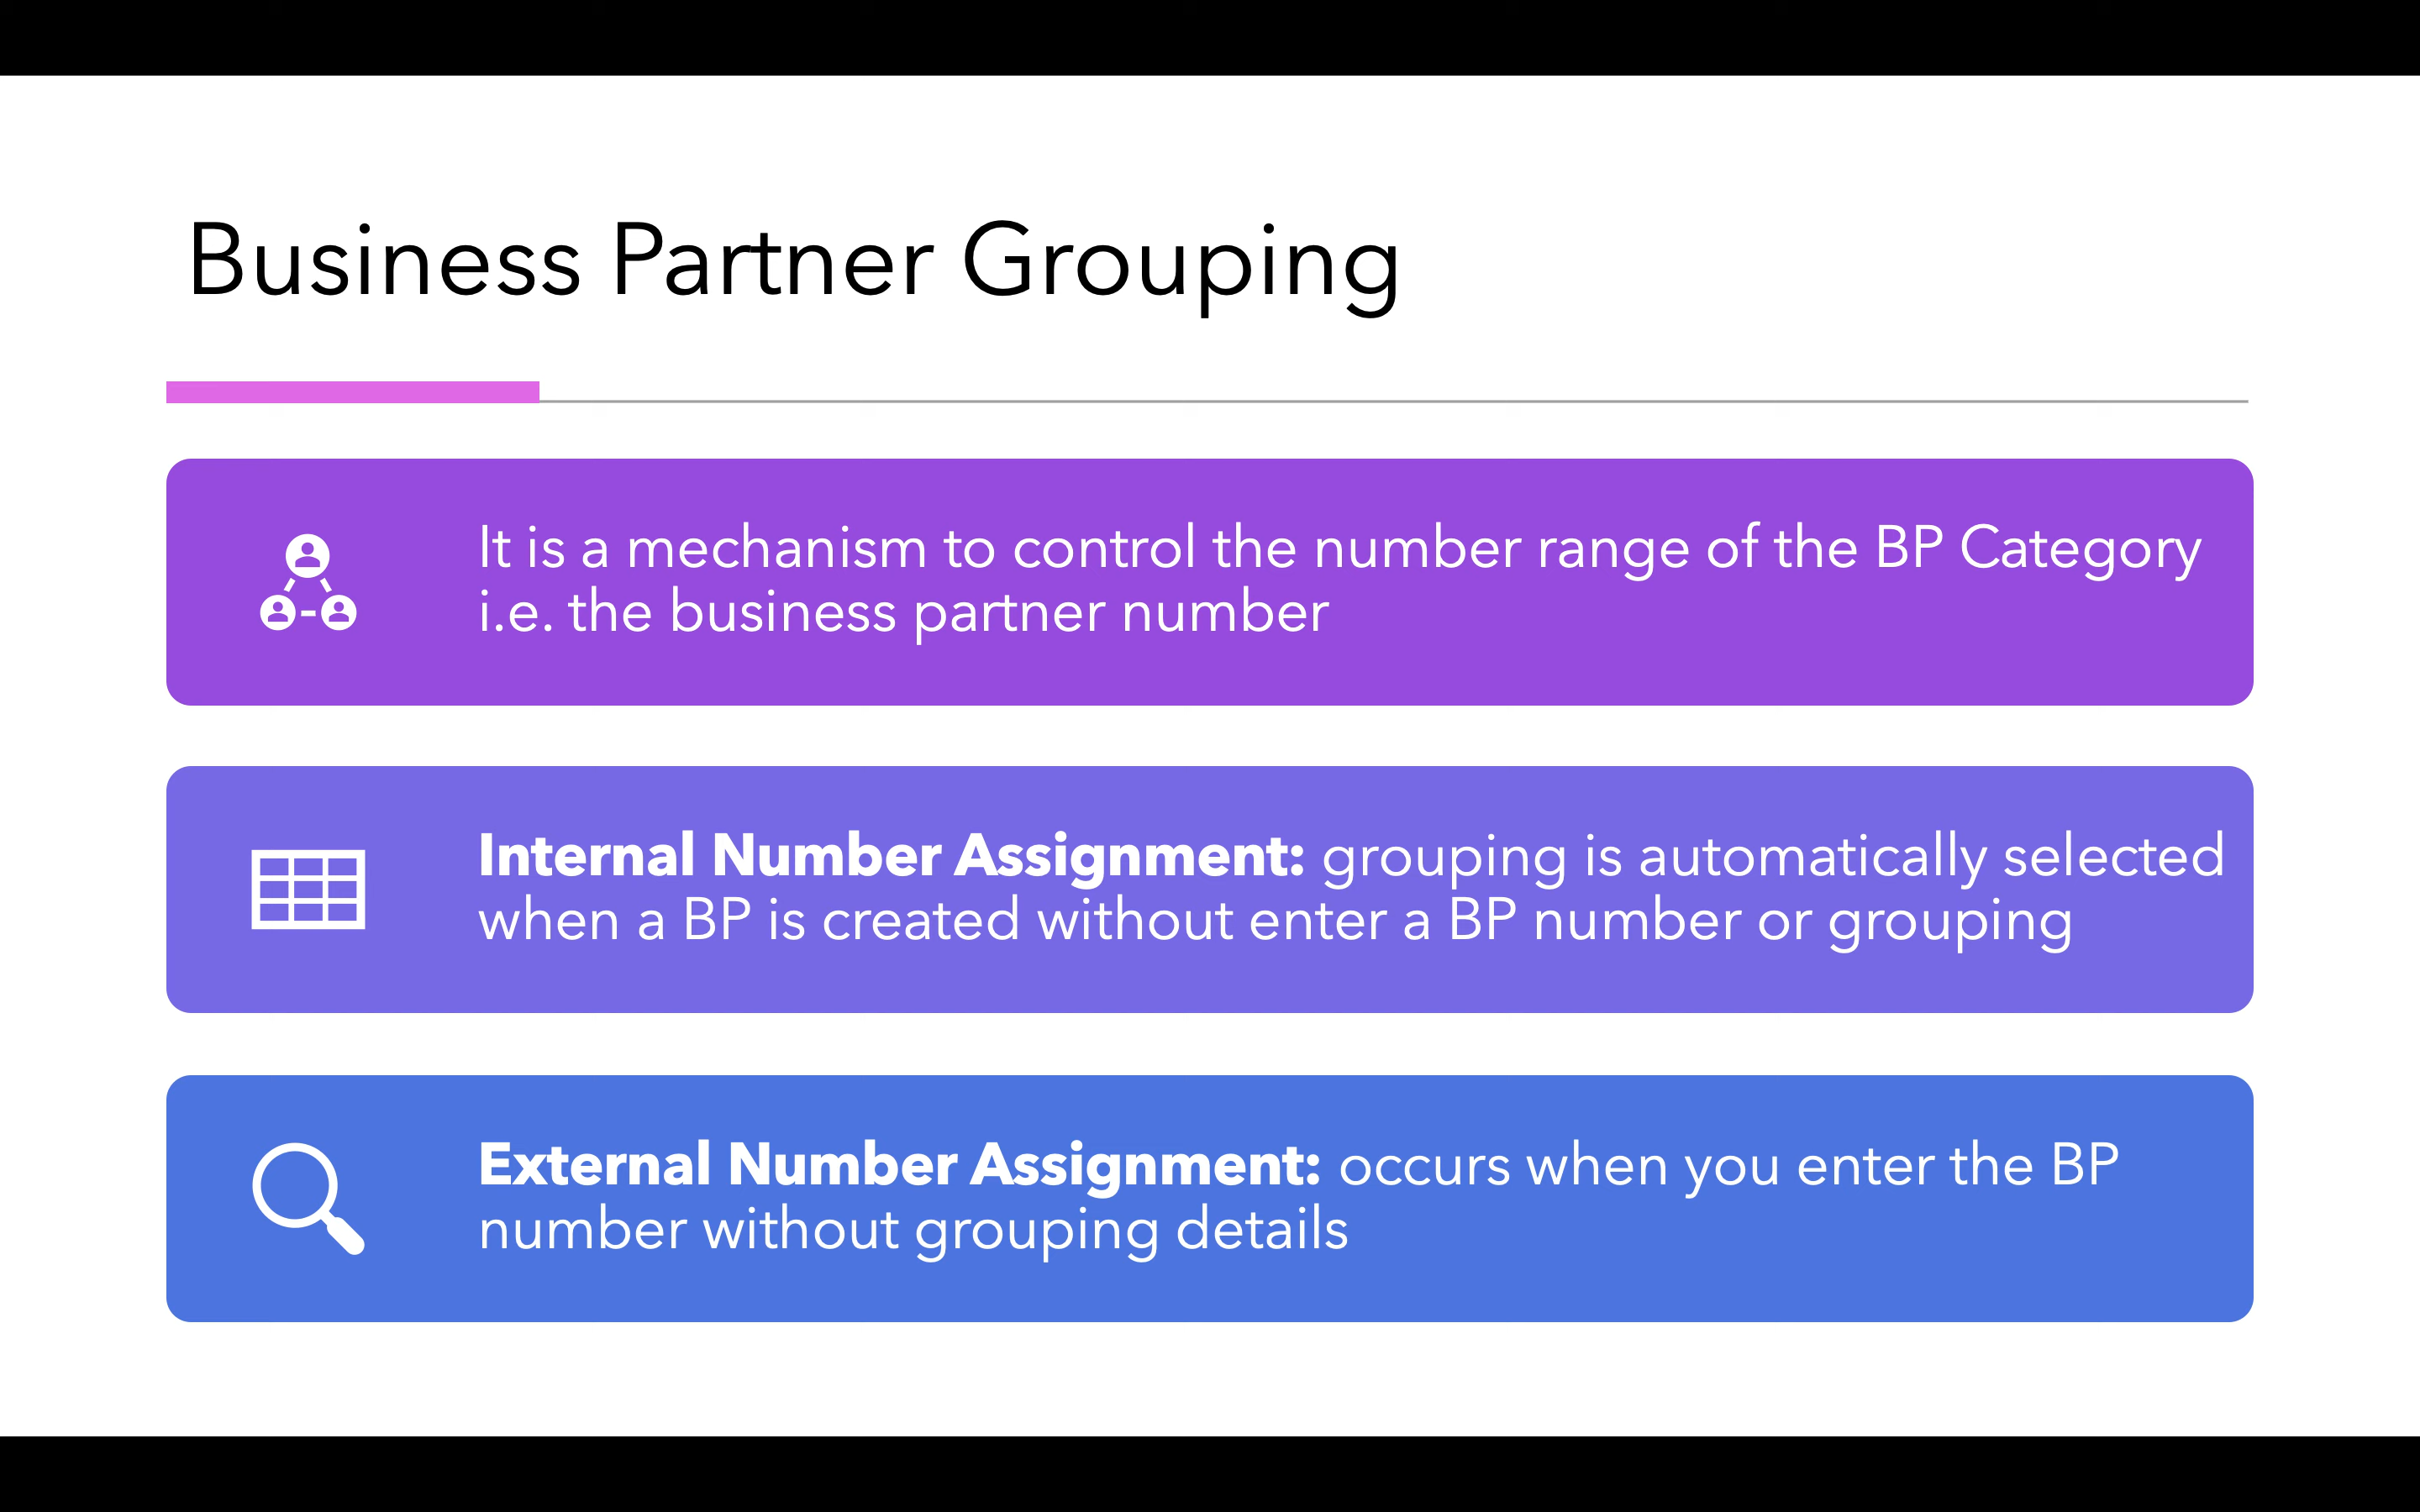 Business Partner Grouping
It is a mechanism to control the number range of the BP Category
i.e. the business partner number
Internal Number Assignment: grouping is automatically selected
when a BP is created without enter a BP number or grouping
External Number Assignment: occurs when you enter the BP
number without grouping details